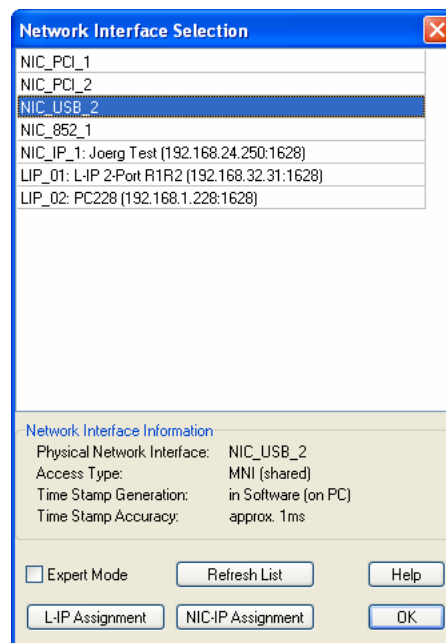 Network Interface Selection
NIC_PCI_1
NIC_PCI_2
NIC_USB_2
NIC_852_1
NIC_IP_1: Joerg Test (192.168.24.250:1628)
LIP_01: L-IP 2-Port R1R2 (192.168.32.31:1628)
LIP_02: PC228 (192.168.1.228:1628)
Network Interface Information
Physical Network Interface: NIC_USB_2
Access Type: MNI (shared)
Time Stamp Generation: in Software (on PC)
Time Stamp Accuracy: approx. 1ms
Expert Mode Refresh List Help
L-IP Assignment NIC-IP Assignment OK